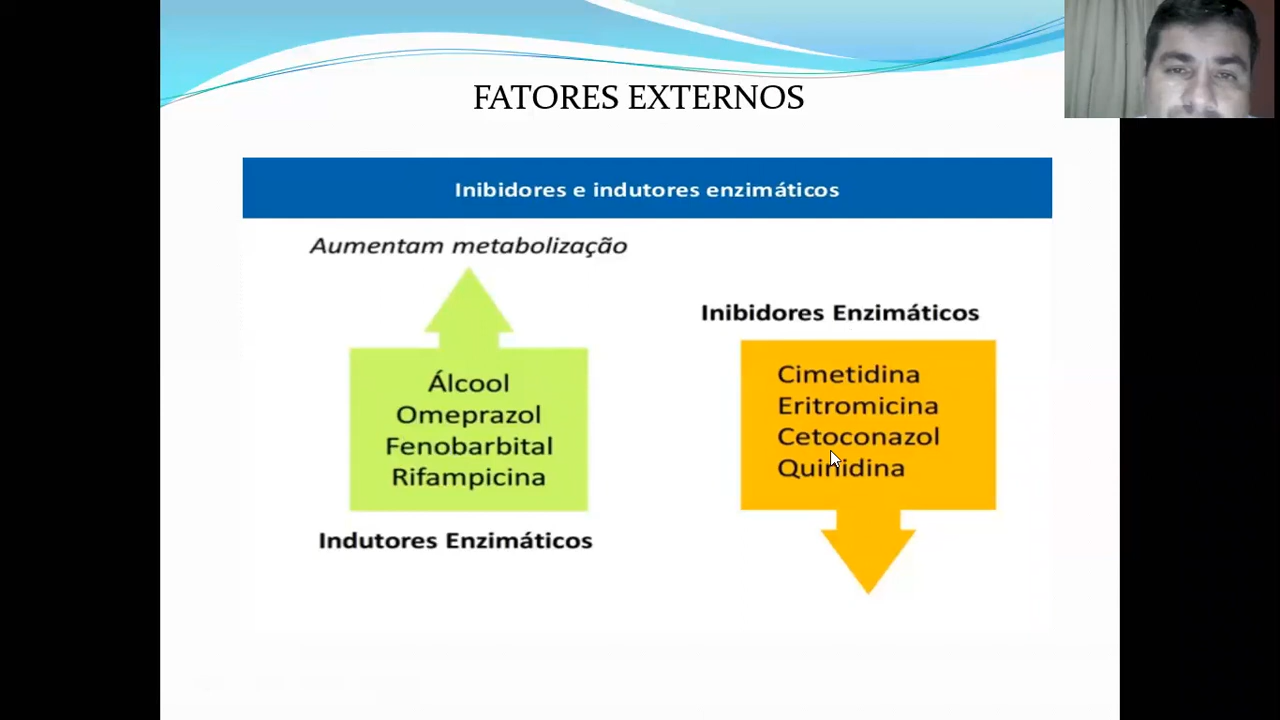 FATORES EXTERNOS
Inibidores e indutores enzimáticos
Aumentam metabolização
Álcool
Omeprazol
Fenobarbital
Rifampicina
Indutores Enzimáticos
Inibidores Enzimáticos
Cimetidina
Eritromicina
Cetoconazol
Quinidina